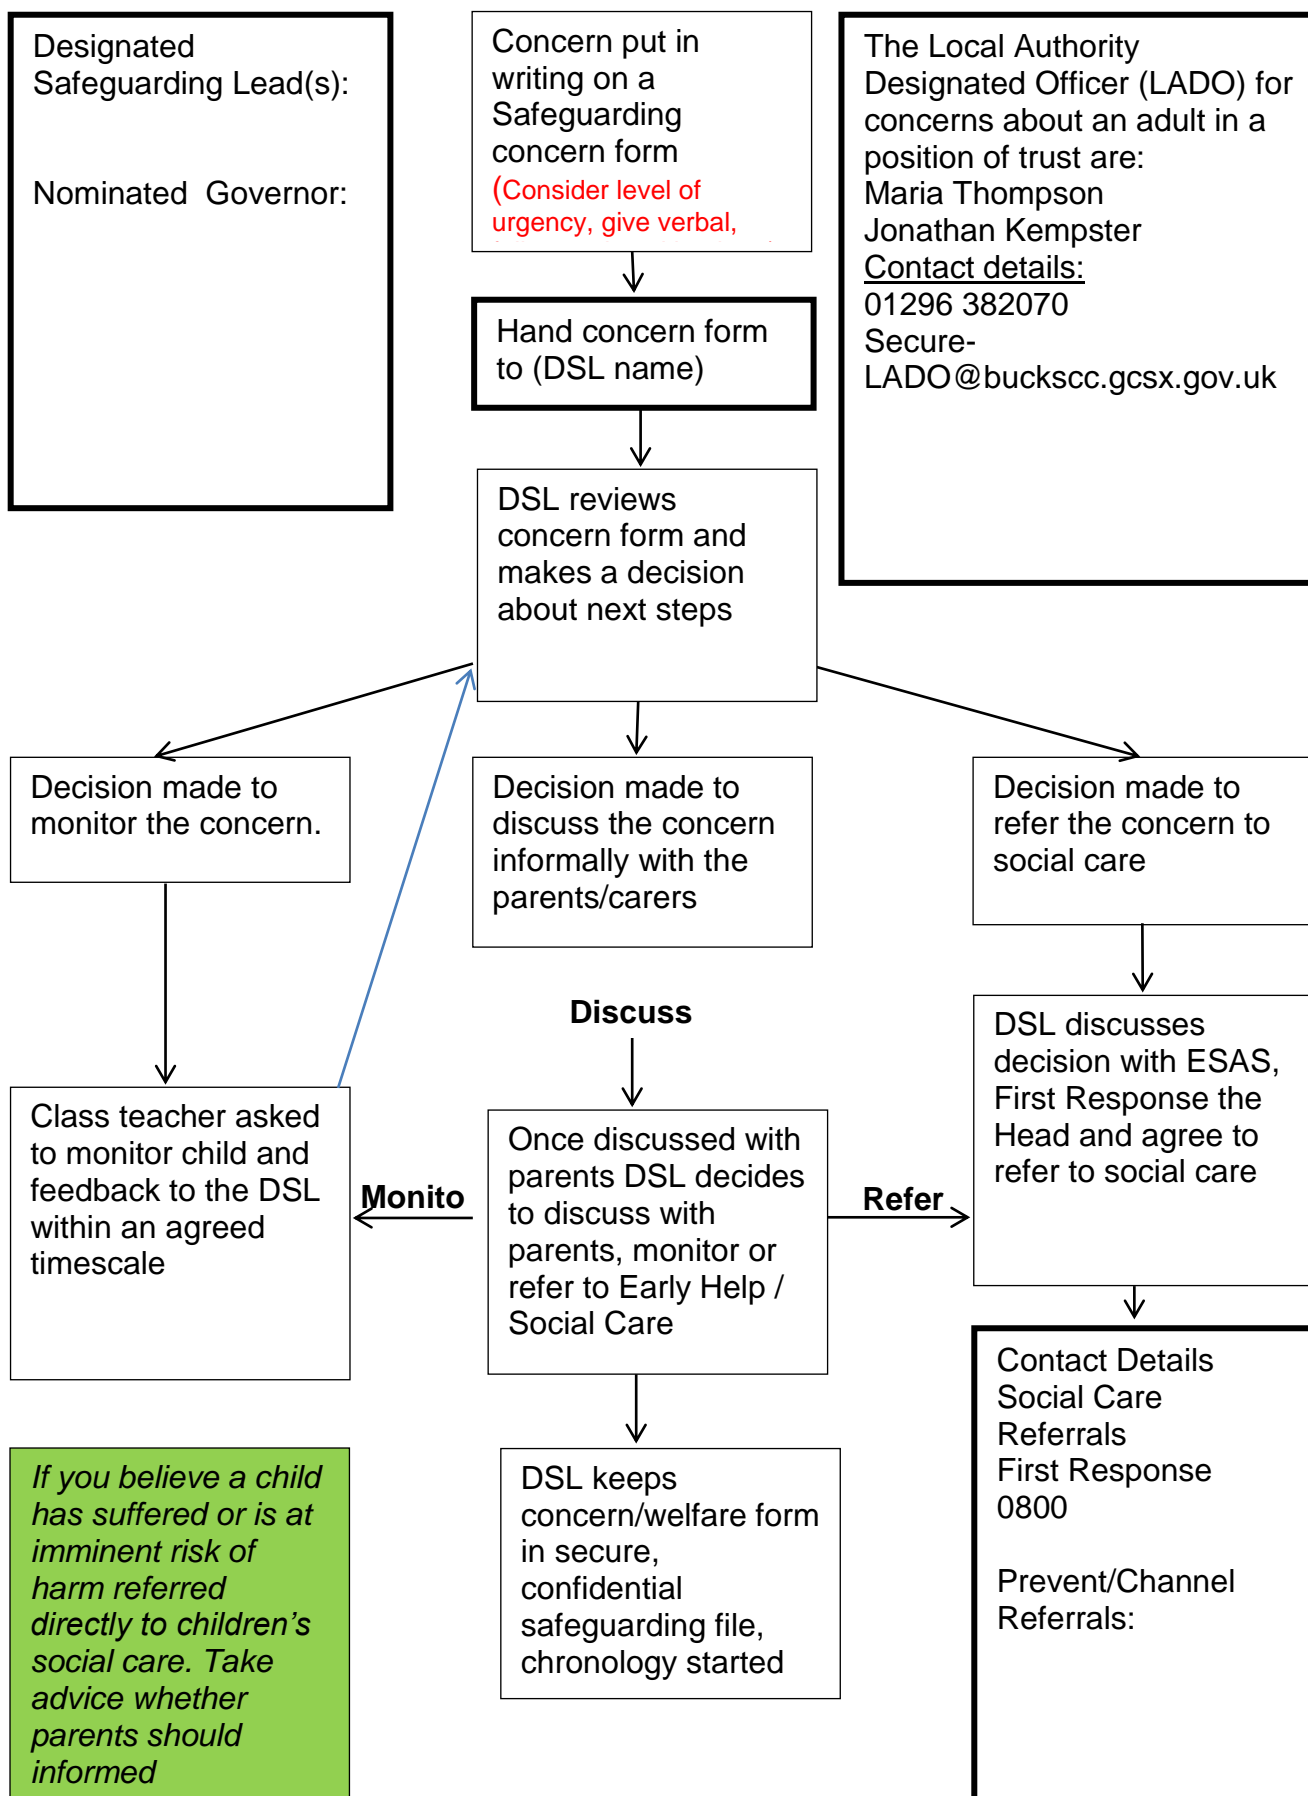 Designated
Safeguarding Lead(s):
Nominated Governor:
Concern put in
writing on a
Safeguarding
concern form
(Consider level of
urgency, give verbal,
The Local Authority
Designated Officer (LADO) for
concerns about an adult in a
position of trust are:
Maria Thompson
Jonathan Kempster
Contact details:
01296 382070
Secure-
LADO@buckscc.gcsx.gov.uk
Hand concern form
to (DSL name)
DSL reviews
concern form and
makes a decision
about next steps
Decision made to
monitor the concern.
Decision made to
discuss the concern
informally with the
parents/carers
Decision made to
refer the concern to
social care
Discuss
Class teacher asked
to monitor child and
feedback to the DSL
within an agreed
timescale
Monito
Once discussed with
parents DSL decides
to discuss with
parents, monitor or
refer to Early Help /
Social Care
Refer
DSL discusses
decision with ESAS,
First Response the
Head and agree to
refer to social care
If you believe a child
has suffered or is at
imminent risk of
harm referred
directly to children’s
social care. Take
advice whether
parents should
informed
DSL keeps
concern/welfare form
in secure,
confidential
safeguarding file,
chronology started
Contact Details
Social Care
Referrals
First Response
0800
Prevent/Channel
Referrals: